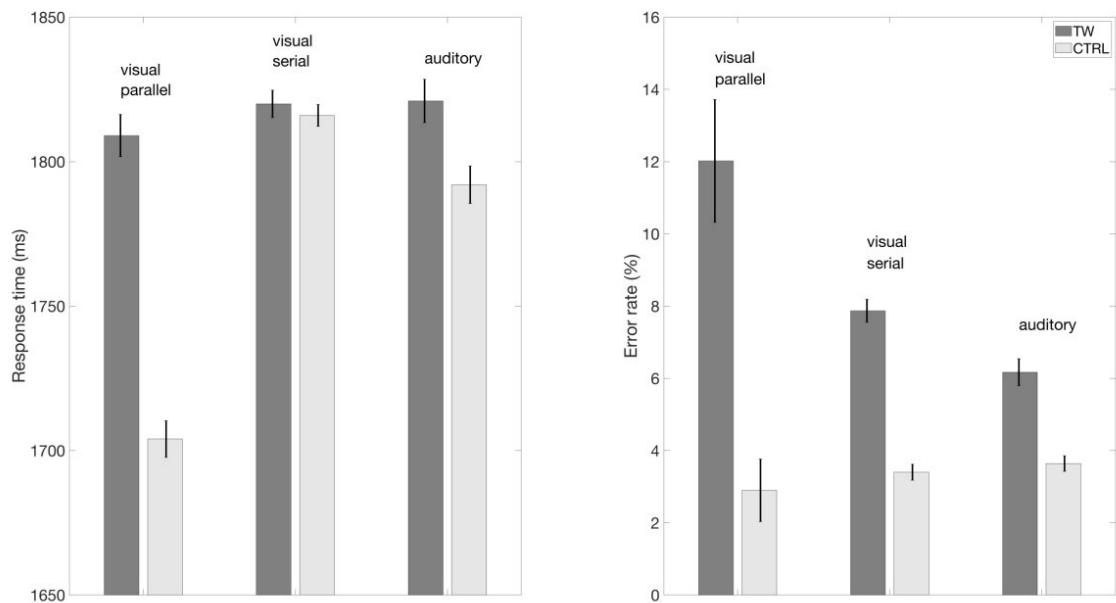 1850
1800
1750
1700
1650
Response time (ms)
visual
parallel
visual
serial
auditory
16
14
12
10
8
6
4
2
0
Error rate (%)
visual
parallel
visual
serial
auditory
TW
CTRL